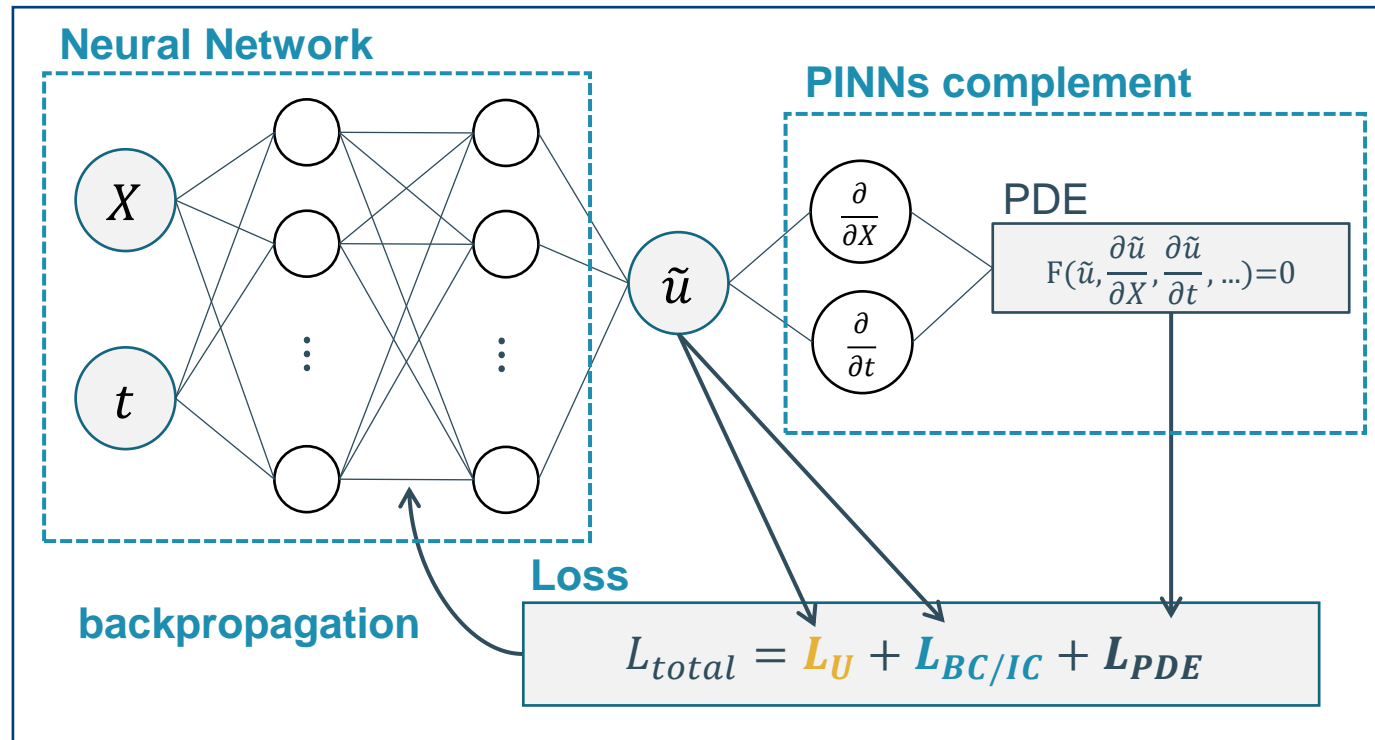 Neural Network
PINNs complement
X
t
⋮
⋮
ũ
∂/∂X
∂/∂t
PDE
F(ũ, ∂ũ/∂X, ∂ũ/∂t, ...)=0
Loss
backpropagation
L_total = L_U + L_BC/IC + L_PDE